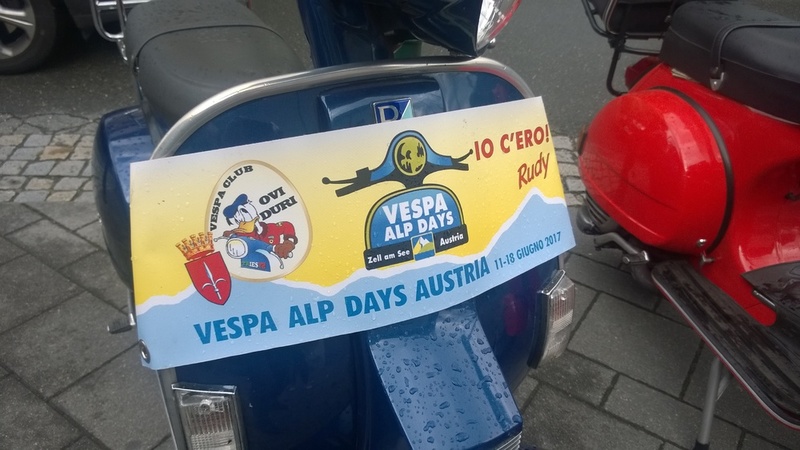 VESPA CLUB
OVI
DURI
VESPA
ALP DAYS
Zell am See Austria
IO C'ERO!
Rudy
VESPA ALP DAYS AUSTRIA 11-18 GIUGNO 2017